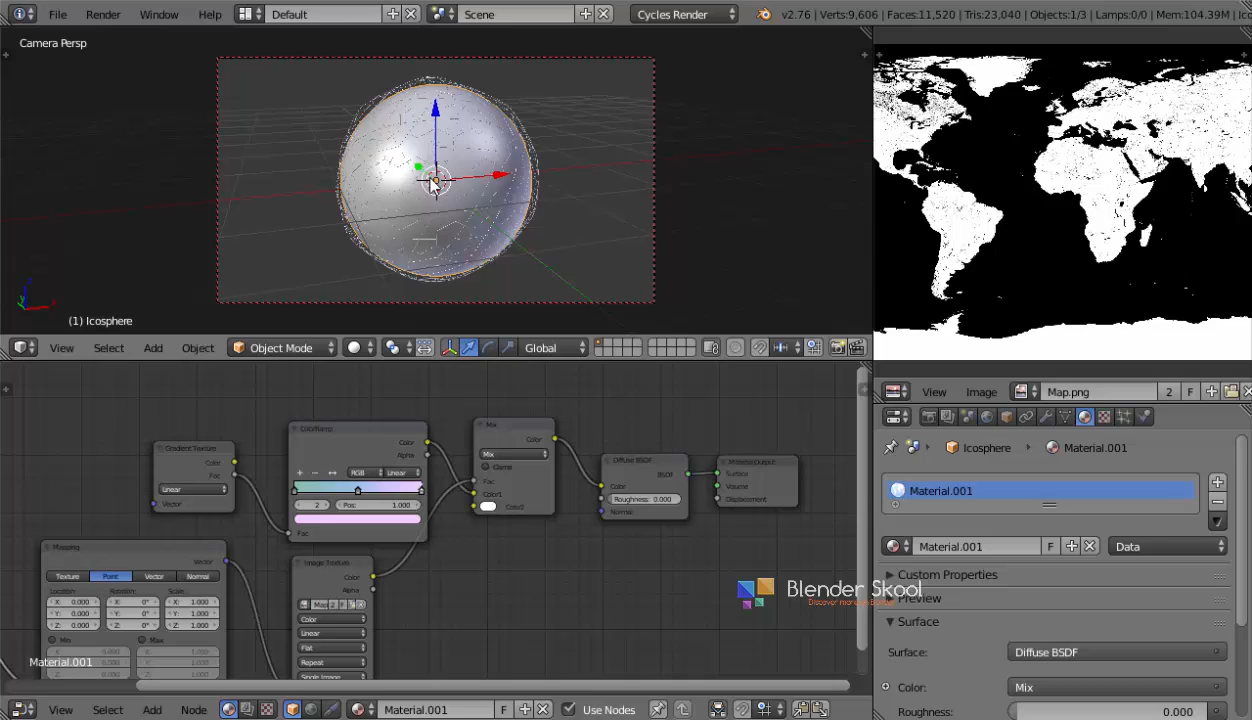 File Render Window Help Default Scene Cycles Render v2.76 | Verts:9,606 | Faces:11,520 | Tris:23,040 | Objects:1/3 | Lamps:0/0 | Mem:104.39M | Ico
Camera Persp
(1) Icosphere
View Select Add Object Object Mode Global
View Image Map.png 2 F
Icosphere Material.001
Material.001
Material.001 F Data
Custom Properties
Preview
Surface
Surface: Diffuse BSDF
Color: Mix
Roughness: 0.000
Gradient Texture
Color
Fac
Linear
Vector
ColorRamp
Color
Alpha
RGB Linear
2 Pos: 1.000
Fac
Mix
Color
Mix
Clamp
Fac
Color1
Color2
Diffuse BSDF
BSDF
Color
Roughness: 0.000
Normal
Material Output
Surface
Volume
Displacement
Mapping
Vector
Texture Point Vector Normal
Location: Rotation: Scale:
X: 0.000 X: 0° X: 1.000
Y: 0.000 Y: 0° Y: 1.000
Z: 0.000 Z: 0° Z: 1.000
Min Max
Image Texture
Color
Alpha
Map 2 F
Color
Linear
Flat
Repeat
Single Image
Blender Skool
Material.001
View Select Add Node Material.001 F Use Nodes